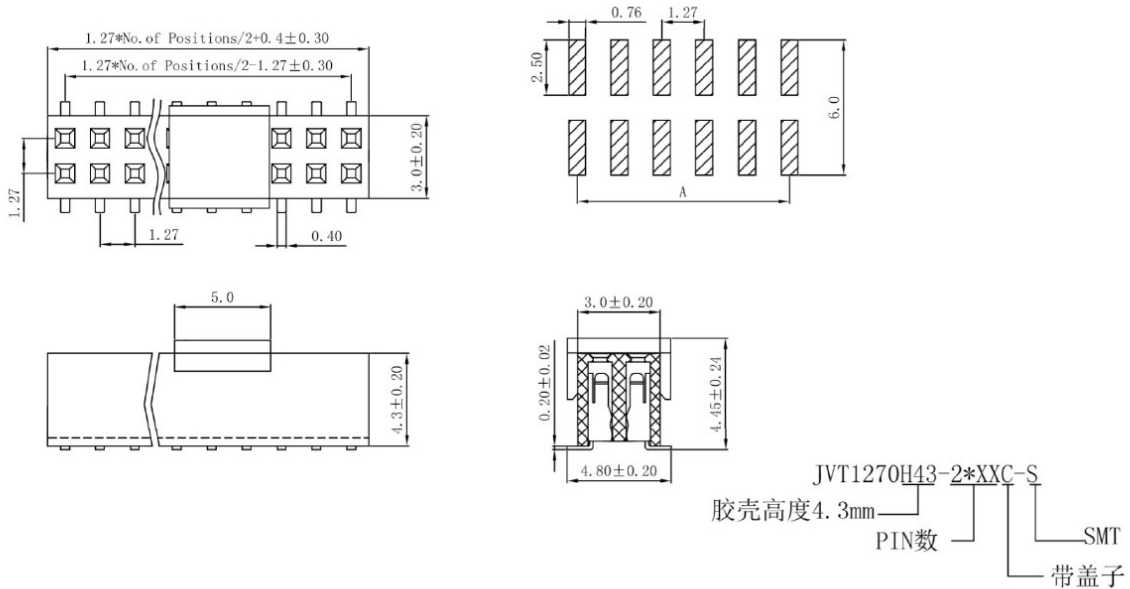 1.27*No.of Positions/2+0.4±0.30
1.27*No.of Positions/2-1.27±0.30
1.27
3.0±0.20
1.27
0.40
0.76
1.27
2.50
6.0
A
5.0
4.3±0.20
3.0±0.20
0.20±0.02
4.45±0.24
4.80±0.20
JVT1270H43-2*XXC-S
胶壳高度4.3mm
PIN数
SMT
带盖子